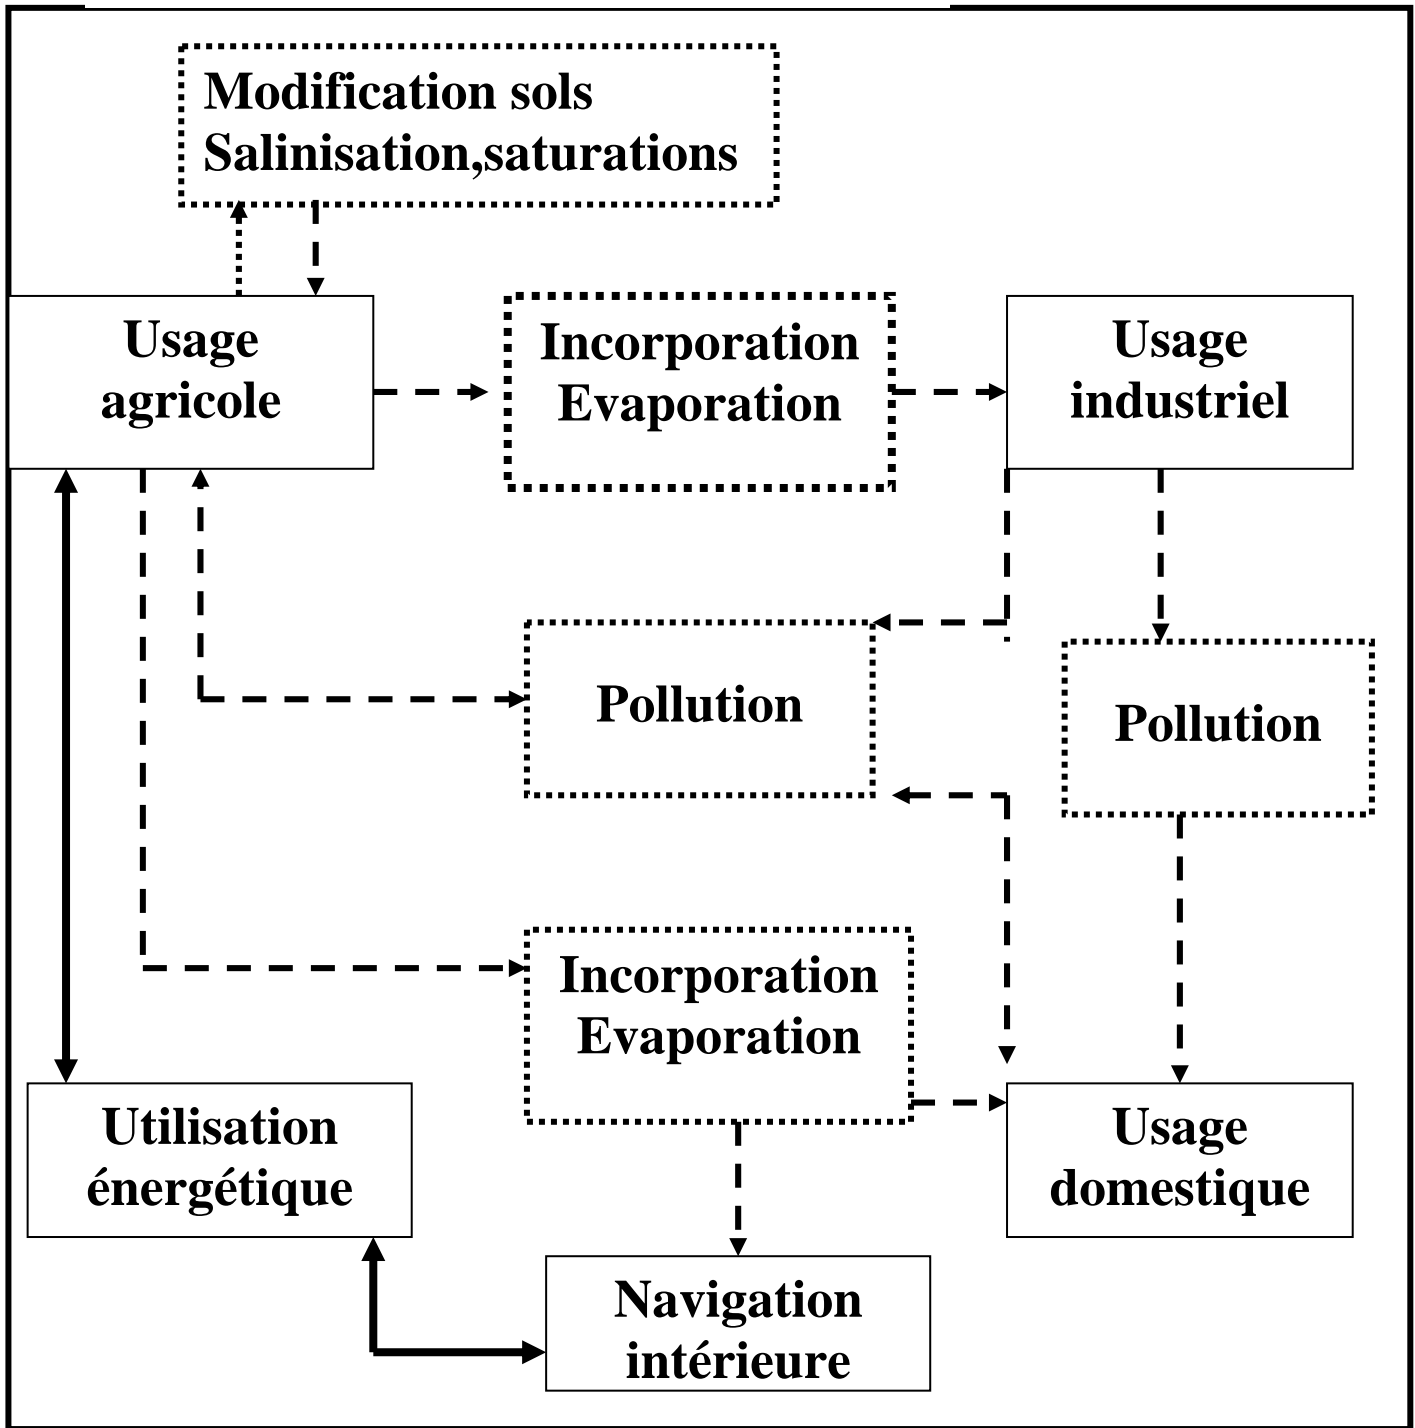 Modification sols
Salinisation,saturations
Usage
agricole
Incorporation
Evaporation
Usage
industriel
Pollution
Pollution
Incorporation
Evaporation
Utilisation
énergétique
Usage
domestique
Navigation
intérieure